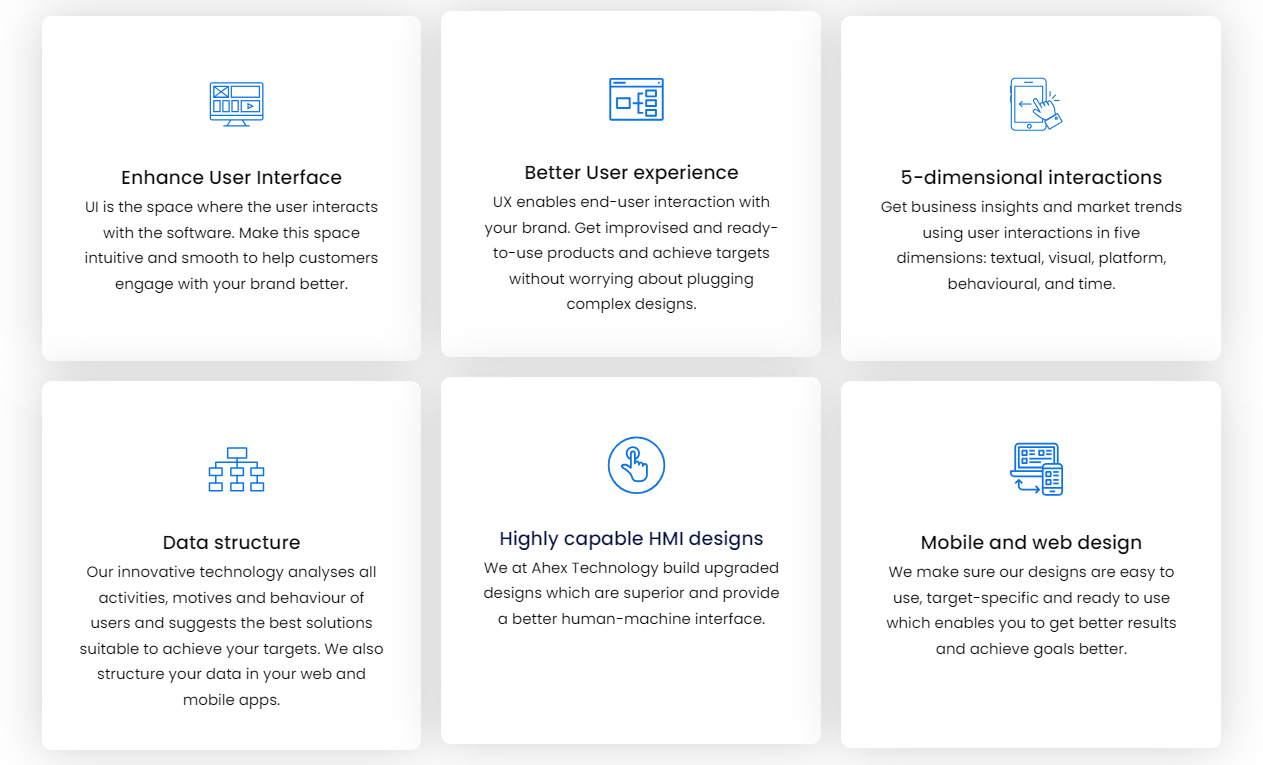 Enhance User Interface
UI is the space where the user interacts
with the software. Make this space
intuitive and smooth to help customers
engage with your brand better.
Better User experience
UX enables end-user interaction with
your brand. Get improvised and ready-
to-use products and achieve targets
without worrying about plugging
complex designs.
5-dimensional interactions
Get business insights and market trends
using user interactions in five
dimensions: textual, visual, platform,
behavioural, and time.
Data structure
Our innovative technology analyses all
activities, motives and behaviour of
users and suggests the best solutions
suitable to achieve your targets. We also
structure your data in your web and
mobile apps.
Highly capable HMI designs
We at Ahex Technology build upgraded
designs which are superior and provide
a better human-machine interface.
Mobile and web design
We make sure our designs are easy to
use, target-specific and ready to use
which enables you to get better results
and achieve goals better.